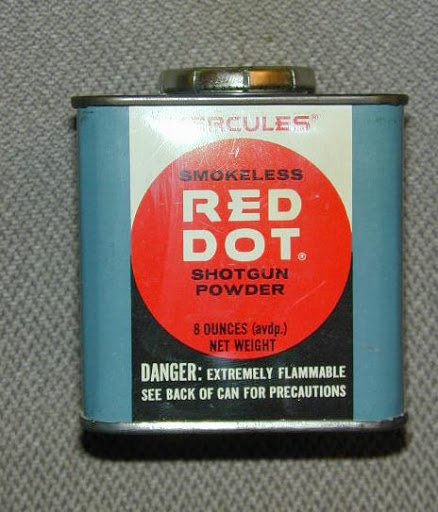 HERCULES®
SMOKELESS
RED
DOT®
SHOTGUN
POWDER
8 OUNCES (avdp.)
NET WEIGHT
DANGER: EXTREMELY FLAMMABLE
SEE BACK OF CAN FOR PRECAUTIONS